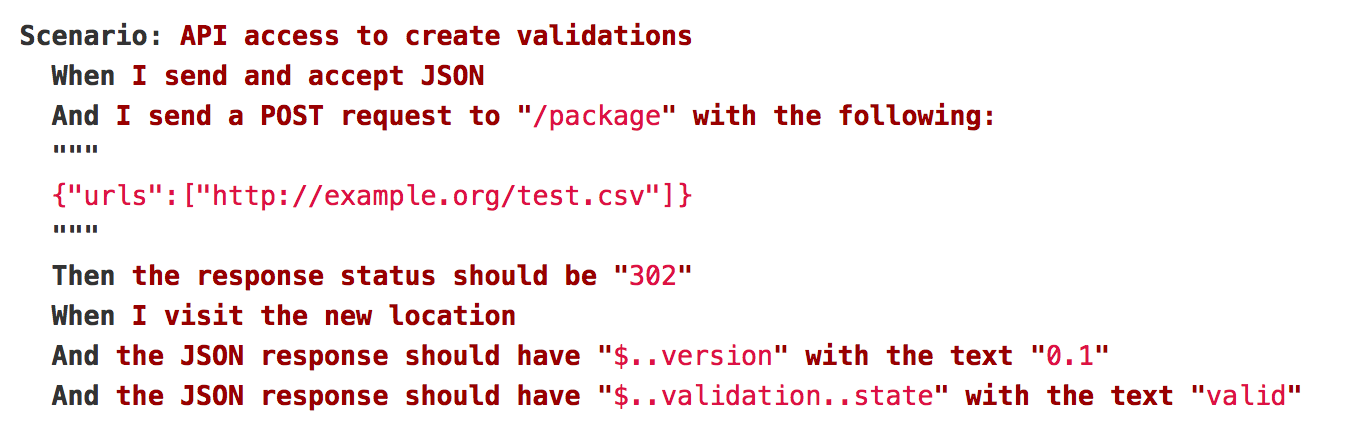 Scenario: API access to create validations
When I send and accept JSON
And I send a POST request to "/package" with the following:
"""
{"urls":["http://example.org/test.csv"]}
"""
Then the response status should be "302"
When I visit the new location
And the JSON response should have "$..version" with the text "0.1"
And the JSON response should have "$..validation..state" with the text "valid"